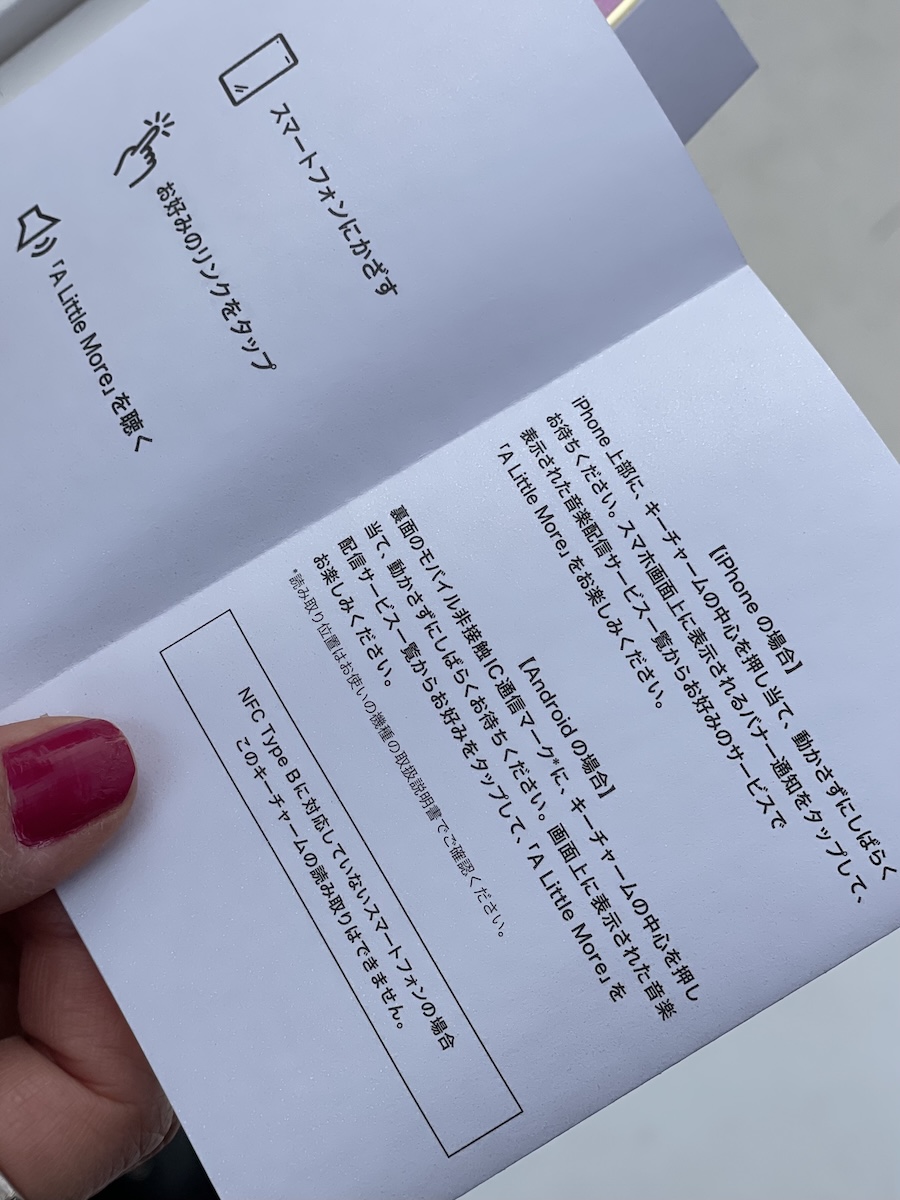 スマートフォンにかざす
お好みのリンクをタップ
「A Little More」を聴く
【iPhone の場合】
iPhone 上部に、キーチャームの中心を押し当て、動かさずにしばらく
お待ちください。スマホ画面上に表示されるバナー通知をタップして、
表示された音楽配信サービス一覧からお好みのサービスで
「A Little More」をお楽しみください。
【Android の場合】
裏面のモバイル非接触 IC 通信マーク*に、キーチャームの中心を押し
当て、動かさずにしばらくお待ちください。画面上に表示された音楽
配信サービス一覧からお好みをタップして、「A Little More」を
お楽しみください。
*読み取り位置はお使いの機種の取扱説明書でご確認ください。
NFC Type Bに対応していないスマートフォンの場合
このキーチャームの読み取りはできません。